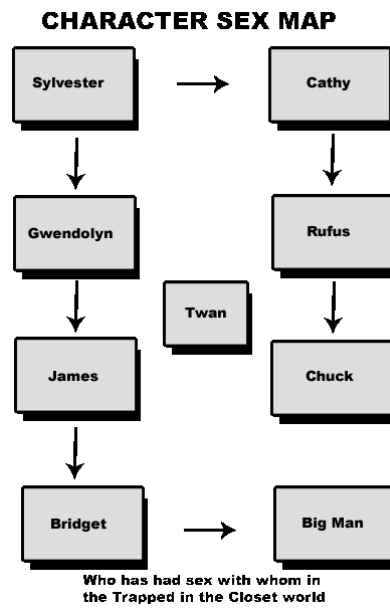 CHARACTER SEX MAP
Sylvester
Cathy
Gwendolyn
Rufus
Twan
James
Chuck
Bridget
Big Man
Who has had sex with whom in
the Trapped in the Closet world